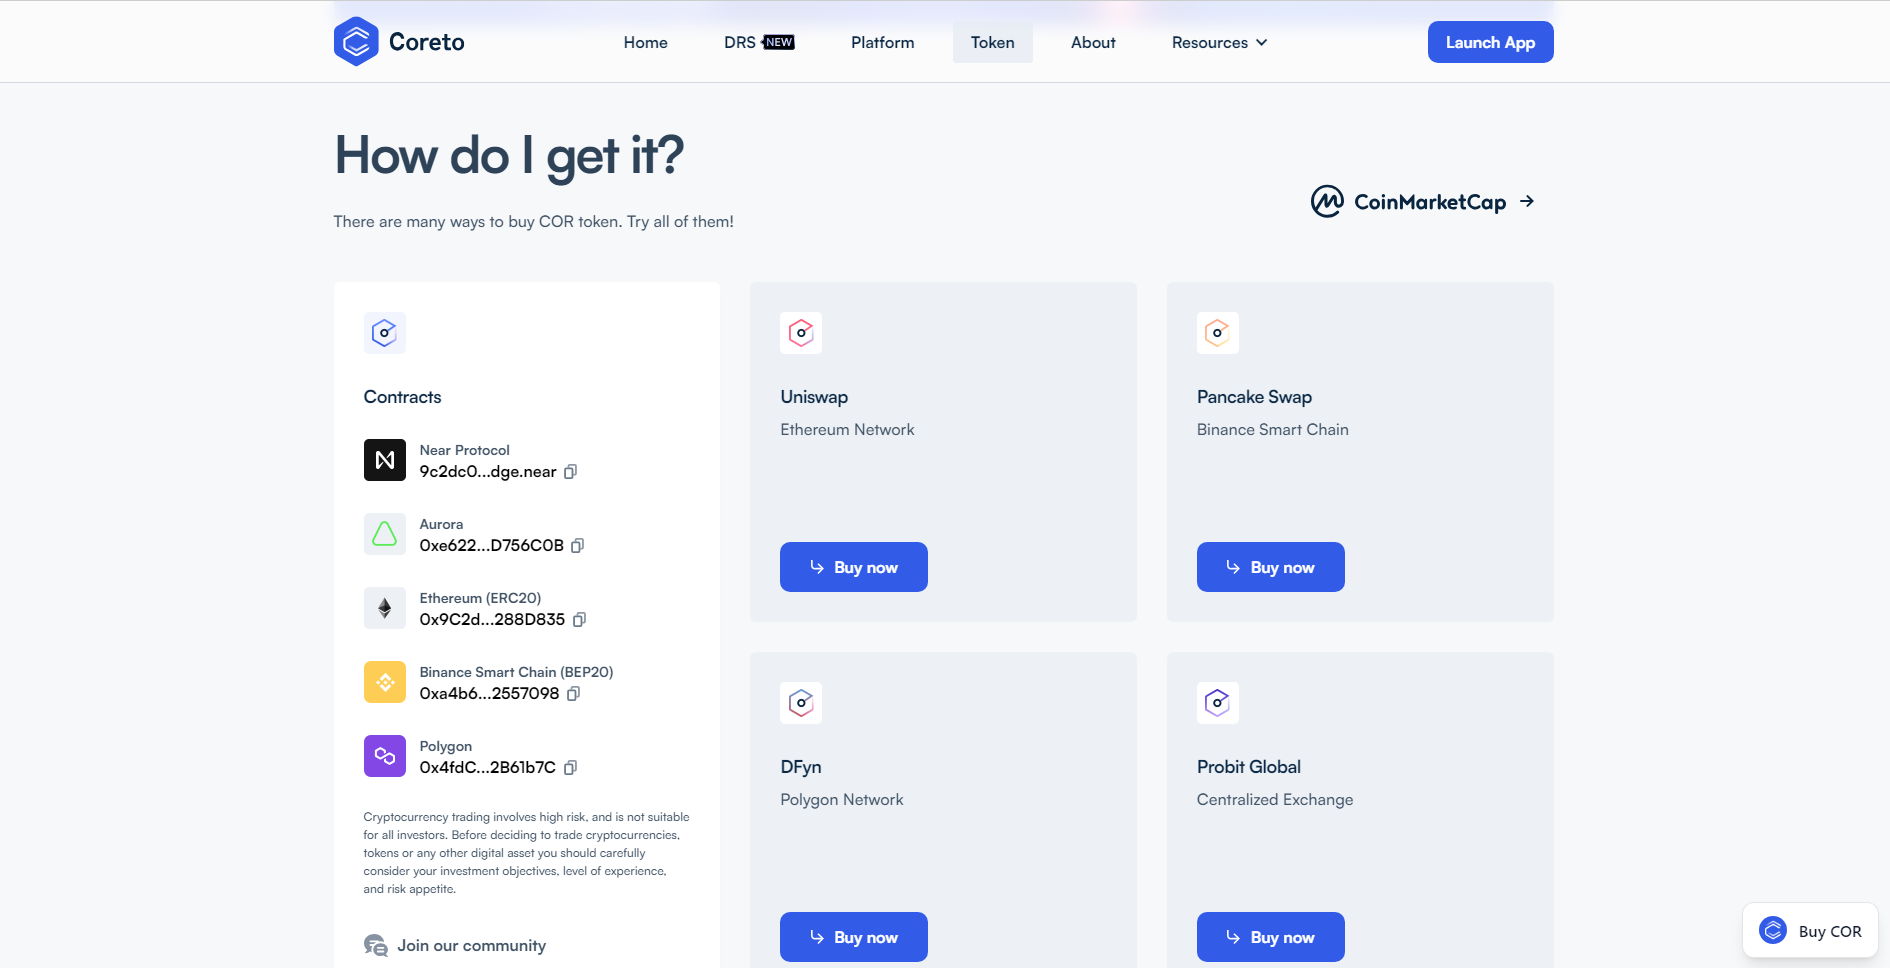 Coreto
Home
DRS NEW
Platform
Token
About
Resources
Launch App
How do I get it?
There are many ways to buy COR token. Try all of them!
CoinMarketCap
Contracts
Near Protocol
9c2dc0...dge.near
Aurora
0xe622...D756C0B
Ethereum (ERC20)
0x9C2d...288D835
Binance Smart Chain (BEP20)
0xa4b6...2557098
Polygon
0x4fdC...2B61b7C
Cryptocurrency trading involves high risk, and is not suitable
for all investors. Before deciding to trade cryptocurrencies,
tokens or any other digital asset you should carefully
consider your investment objectives, level of experience,
and risk appetite.
Join our community
Uniswap
Ethereum Network
Buy now
Pancake Swap
Binance Smart Chain
Buy now
DFyn
Polygon Network
Buy now
Probit Global
Centralized Exchange
Buy now
Buy COR